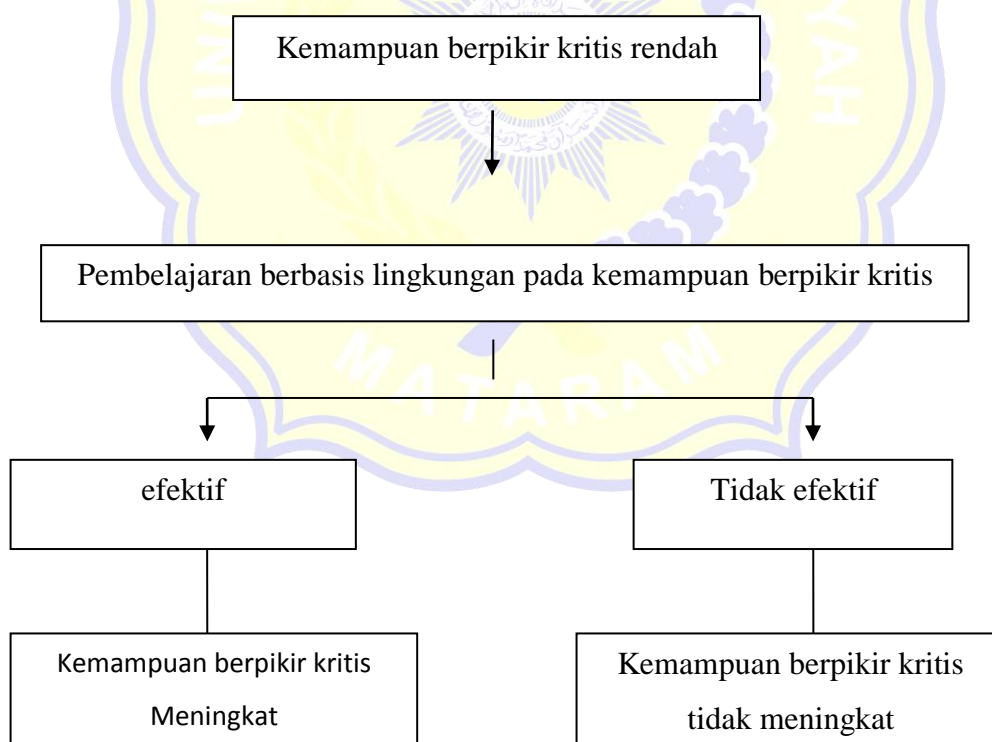 Kemampuan berpikir kritis rendah
Pembelajaran berbasis lingkungan pada kemampuan berpikir kritis
MATARAM
efektif
Tidak efektif
Kemampuan berpikir kritis
Meningkat
Kemampuan berpikir kritis
tidak meningkat